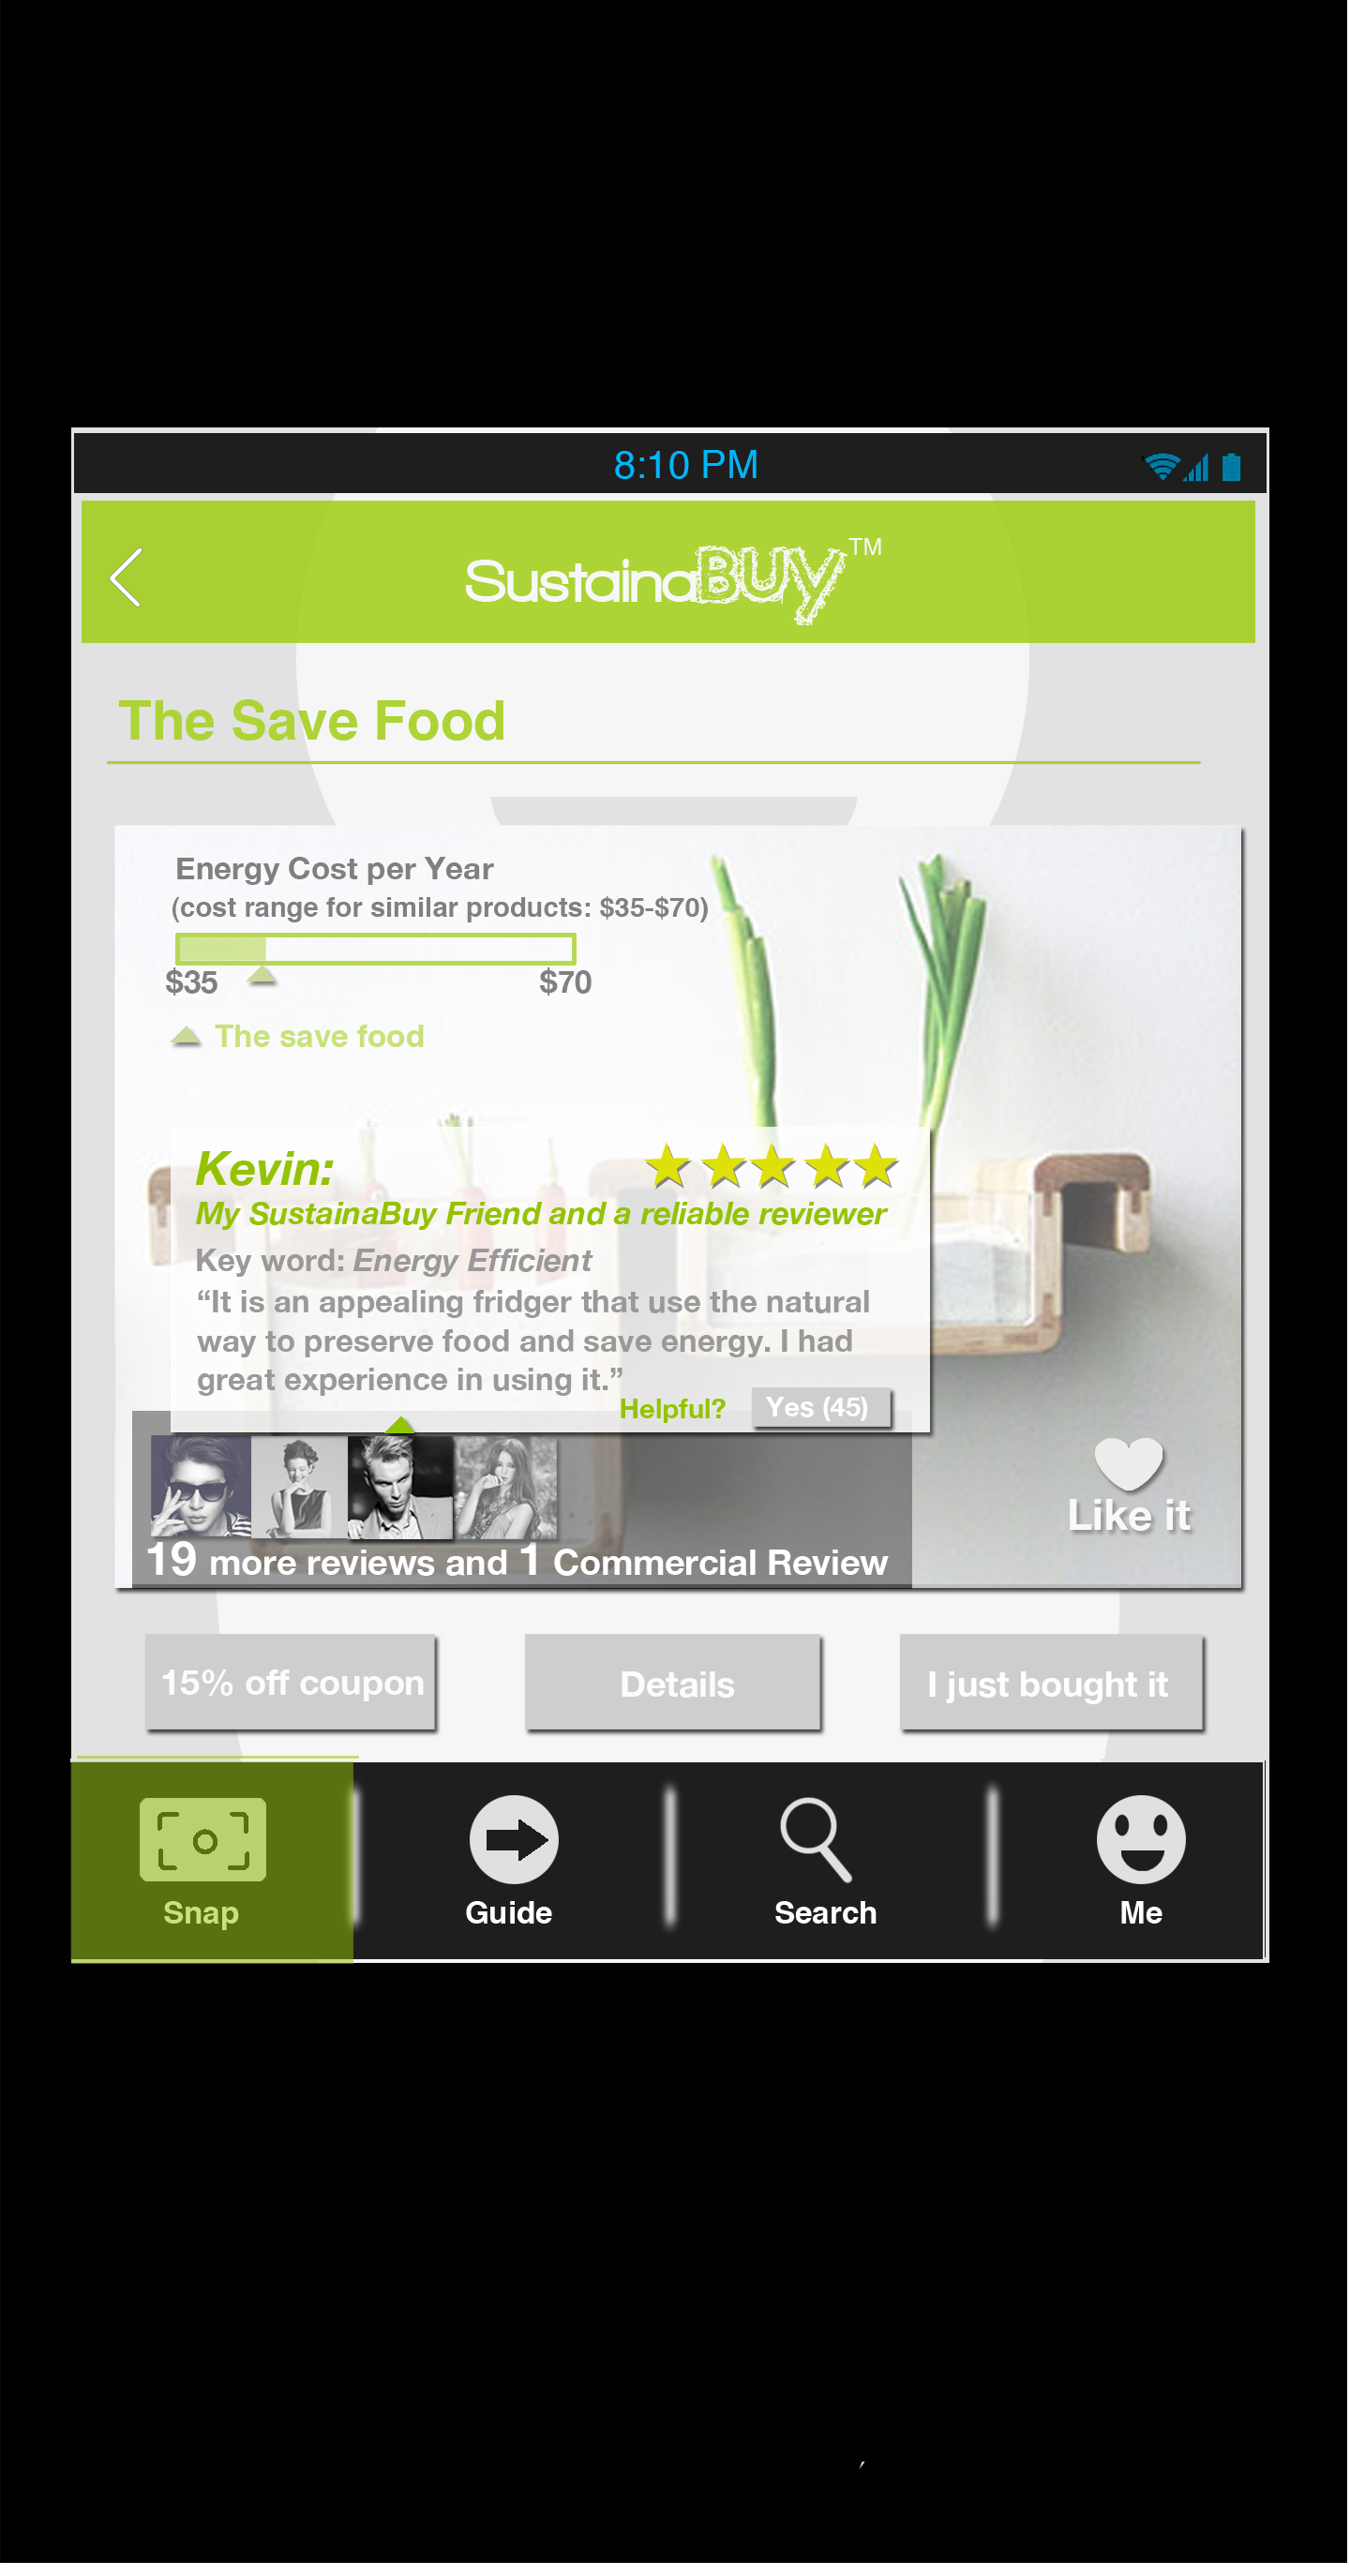 8:10 PM
SustainaBUY™
The Save Food
Energy Cost per Year
(cost range for similar products: $35-$70)
$35 $70
The save food
Kevin:
My SustainaBuy Friend and a reliable reviewer
Key word: Energy Efficient
“It is an appealing fridger that use the natural
way to preserve food and save energy. I had
great experience in using it.”
Helpful? Yes (45)
19 more reviews and 1 Commercial Review
Like it
15% off coupon Details I just bought it
Snap Guide Search Me